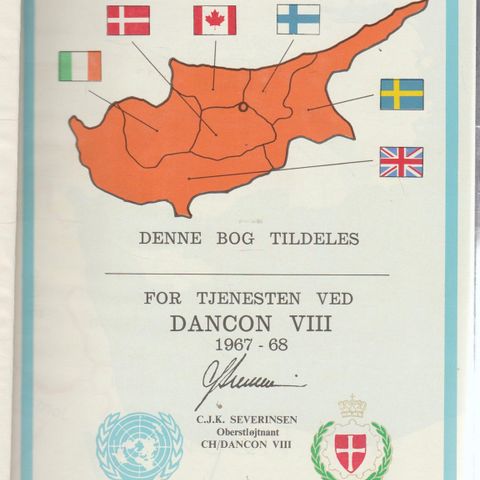 DENNE BOG TILDELES
FOR TJENESTEN VED
DANCON VIII
1967 - 68
C.J.K. SEVERINSEN
Oberstløjtnant
CH/DANCON VIII